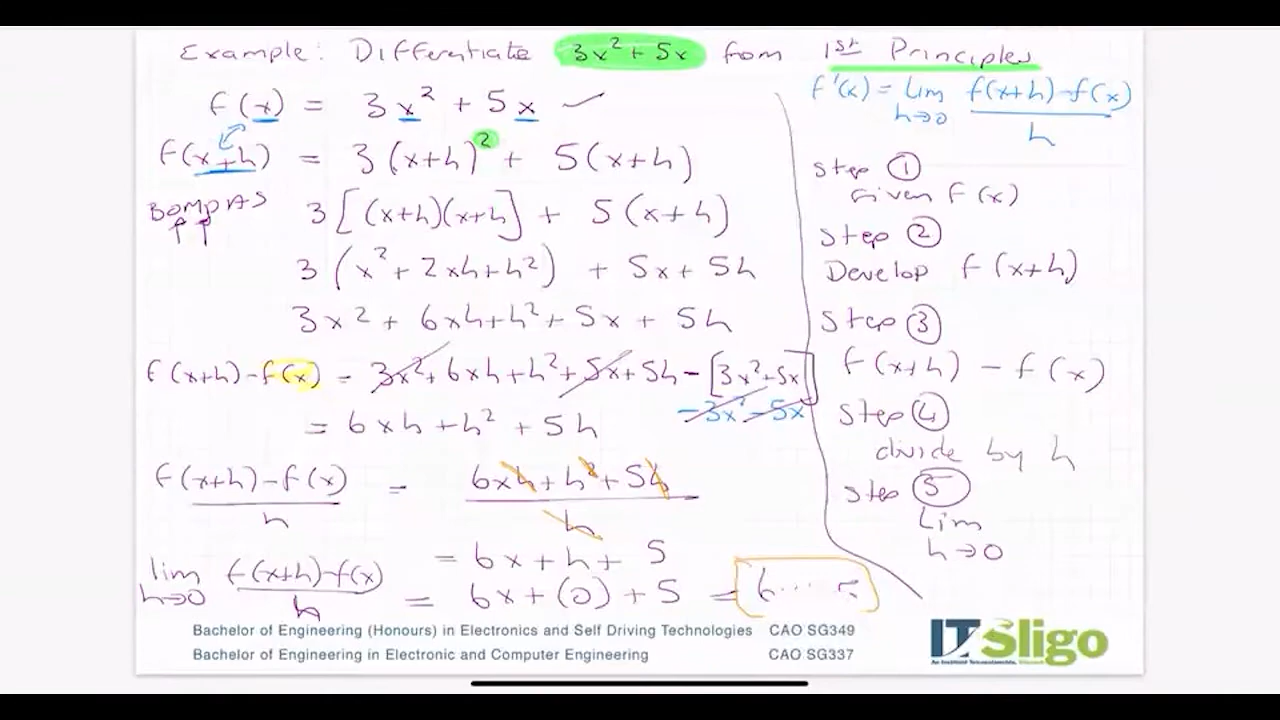 Example: Differentiate 3x² + 5x from 1st Principles
f(x) = 3x² + 5x ✓
f(x+h) = 3(x+h)² + 5(x+h)
BOMDAS
3[(x+h)(x+h)] + 5(x+h)
3(x² + 2xh + h²) + 5x + 5h
3x² + 6xh + h² + 5x + 5h
f(x+h) - f(x) = 3x² + 6xh + h² + 5x + 5h - [3x² + 5x]
-3x² - 5x
= 6xh + h² + 5h
(f(x+h) - f(x))/h = (6xh + h² + 5h)/h
= 6x + h + 5
lim h→0 (f(x+h) - f(x))/h = 6x + (0) + 5 =
f'(x) = lim h→0 (f(x+h) - f(x))/h
Step ①
Given f(x)
Step ②
Develop f(x+h)
Step ③
f(x+h) - f(x)
Step ④
divide by h
Step ⑤
Lim
h→0
Bachelor of Engineering (Honours) in Electronics and Self Driving Technologies CAO SG349
Bachelor of Engineering in Electronic and Computer Engineering CAO SG337
IT Sligo